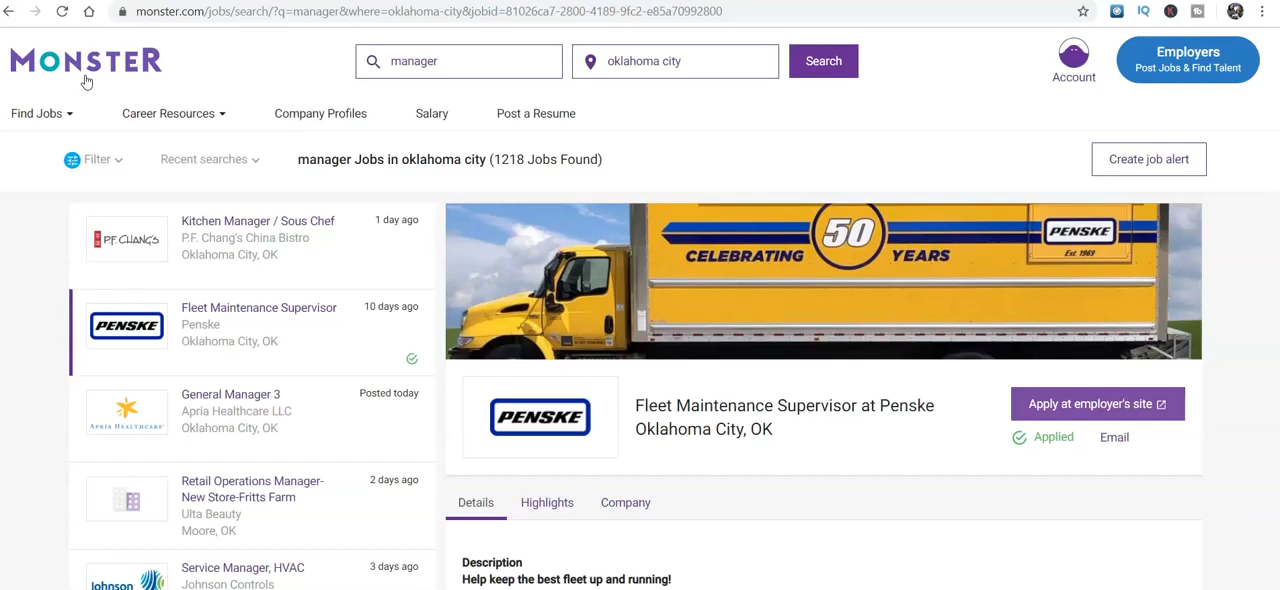 monster.com/jobs/search/?q=manager&where=oklahoma-city&jobid=81026ca7-2800-4189-9fc2-e85a70992800
IQ
K
tb
MONSTER
manager
oklahoma city
Search
Account
Employers
Post Jobs & Find Talent
Find Jobs
Career Resources
Company Profiles
Salary
Post a Resume
Filter
Recent searches
manager Jobs in oklahoma city (1218 Jobs Found)
Create job alert
P.F. CHANG'S
Kitchen Manager / Sous Chef
1 day ago
P.F. Chang's China Bistro
Oklahoma City, OK
PENSKE
Fleet Maintenance Supervisor
10 days ago
Penske
Oklahoma City, OK
APRIA HEALTHCARE
General Manager 3
Posted today
Apria Healthcare LLC
Oklahoma City, OK
Retail Operations Manager-
New Store-Fritts Farm
2 days ago
Ulta Beauty
Moore, OK
Johnson
Service Manager, HVAC
3 days ago
Johnson Controls
CELEBRATING 50 YEARS
PENSKE
Est. 1969
PENSKE
Fleet Maintenance Supervisor at Penske
Oklahoma City, OK
Apply at employer's site
Applied
Email
Details
Highlights
Company
Description
Help keep the best fleet up and running!